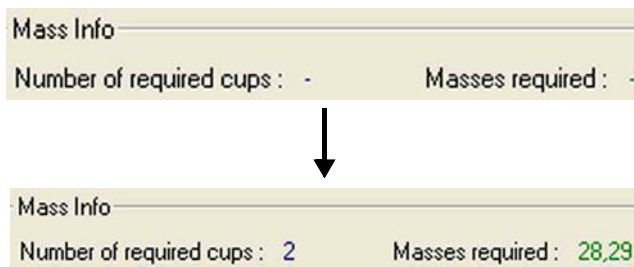 Mass Info
Number of required cups : - Masses required : -
Mass Info
Number of required cups : 2 Masses required : 28,29